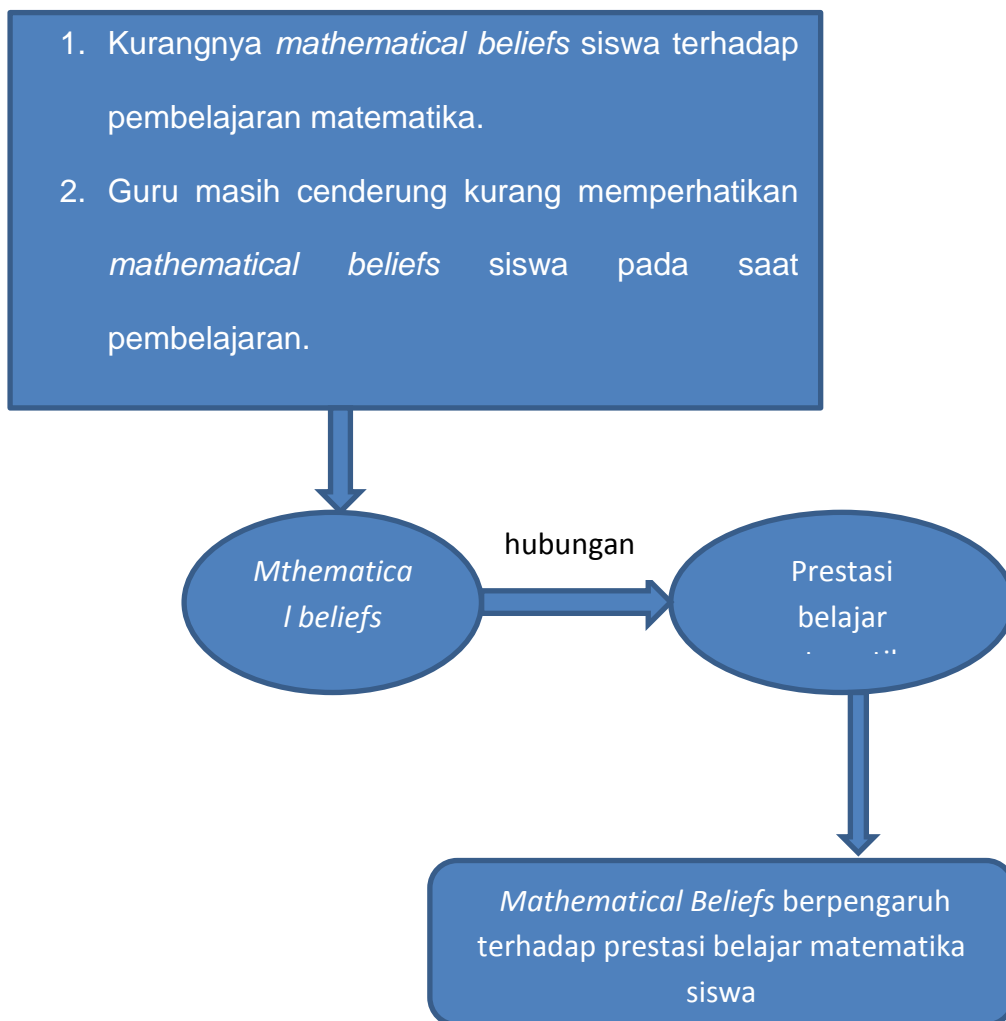 1. Kurangnya mathematical beliefs siswa terhadap
pembelajaran matematika.
2. Guru masih cenderung kurang memperhatikan
mathematical beliefs siswa pada saat
pembelajaran.
Mthematica
l beliefs
hubungan
Prestasi
belajar
Mathematical Beliefs berpengaruh
terhadap prestasi belajar matematika
siswa